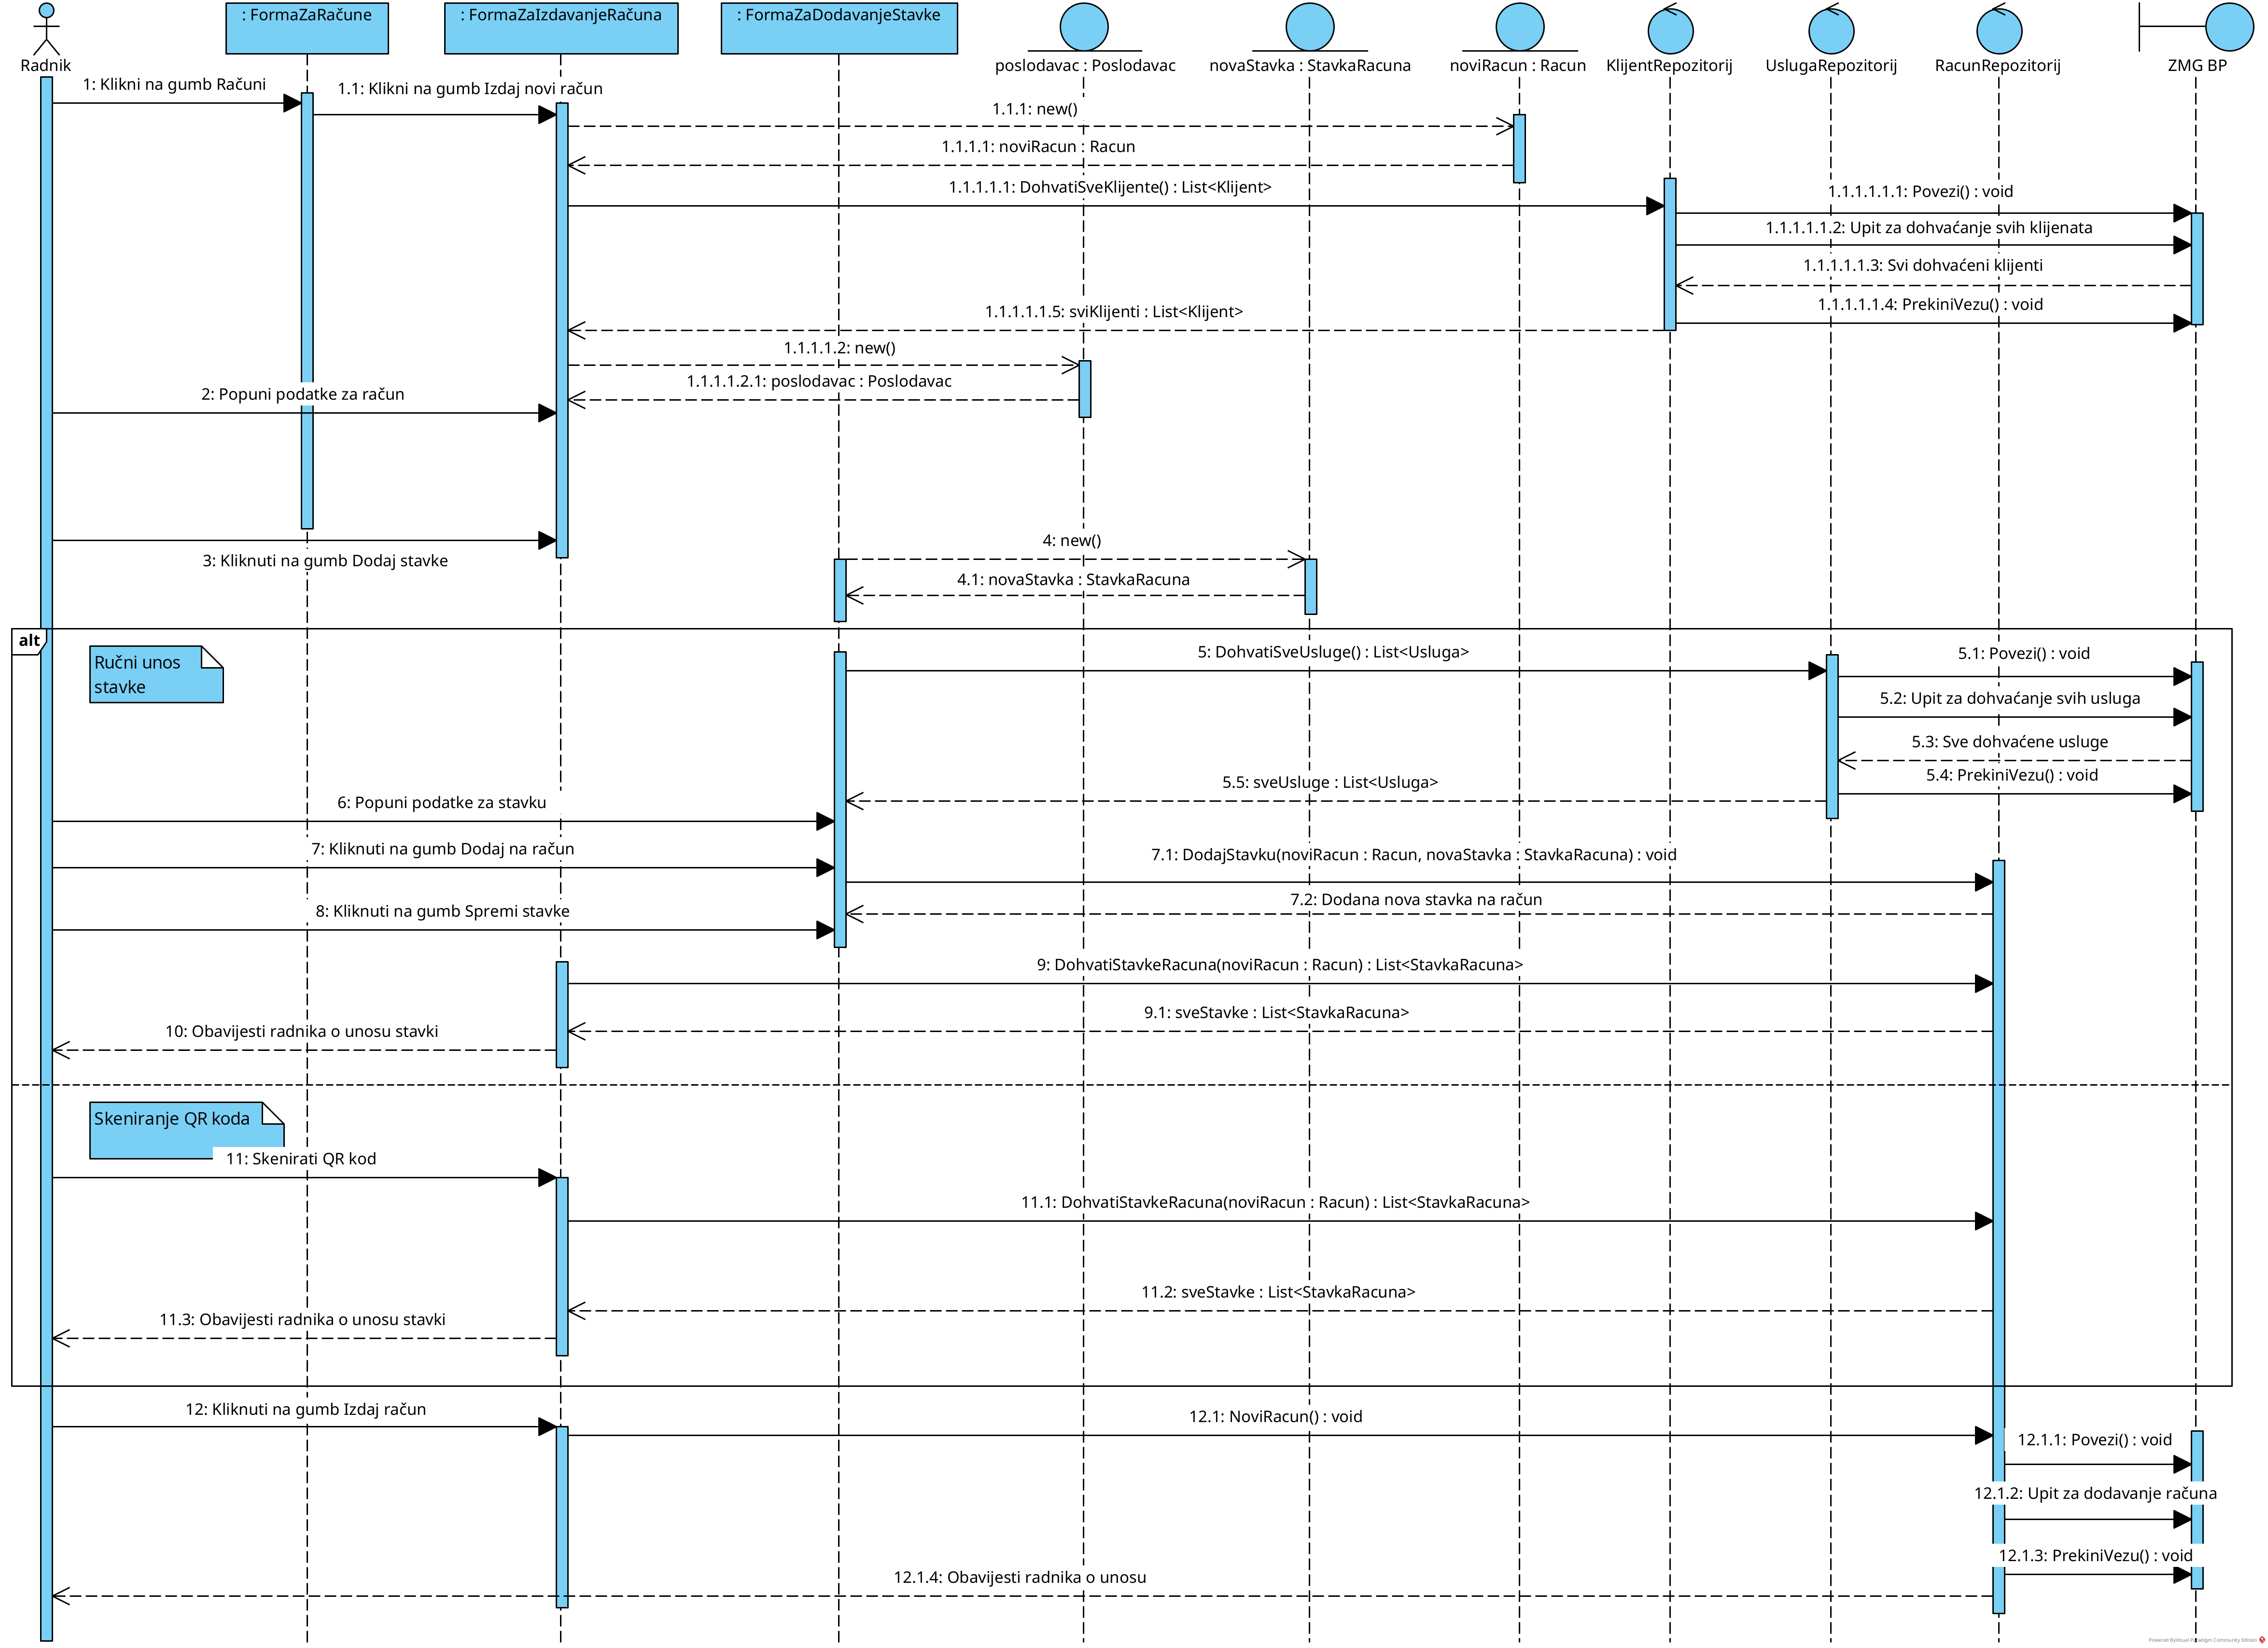 Radnik
: FormaZaRačune
: FormaZaIzdavanjeRačuna
: FormaZaDodavanjeStavke
poslodavac : Poslodavac
novaStavka : StavkaRacuna
noviRacun : Racun
KlijentRepozitorij
UslugaRepozitorij
RacunRepozitorij
ZMG BP
1: Klikni na gumb Računi
1.1: Klikni na gumb Izdaj novi račun
1.1.1: new()
1.1.1.1: noviRacun : Racun
1.1.1.1.1: DohvatiSveKlijente() : List<Klijent>
1.1.1.1.1.1: Povezi() : void
1.1.1.1.1.2: Upit za dohvaćanje svih klijenata
1.1.1.1.1.3: Svi dohvaćeni klijenti
1.1.1.1.1.4: PrekiniVezu() : void
1.1.1.1.1.5: sviKlijenti : List<Klijent>
1.1.1.1.2: new()
1.1.1.1.2.1: poslodavac : Poslodavac
2: Popuni podatke za račun
3: Kliknuti na gumb Dodaj stavke
4: new()
4.1: novaStavka : StavkaRacuna
alt
Ručni unos
stavke
5: DohvatiSveUsluge() : List<Usluga>
5.1: Povezi() : void
5.2: Upit za dohvaćanje svih usluga
5.3: Sve dohvaćene usluge
5.4: PrekiniVezu() : void
5.5: sveUsluge : List<Usluga>
6: Popuni podatke za stavku
7: Kliknuti na gumb Dodaj na račun
7.1: DodajStavku(noviRacun : Racun, novaStavka : StavkaRacuna) : void
7.2: Dodana nova stavka na račun
8: Kliknuti na gumb Spremi stavke
9: DohvatiStavkeRacuna(noviRacun : Racun) : List<StavkaRacuna>
9.1: sveStavke : List<StavkaRacuna>
10: Obavijesti radnika o unosu stavki
Skeniranje QR koda
11: Skenirati QR kod
11.1: DohvatiStavkeRacuna(noviRacun : Racun) : List<StavkaRacuna>
11.2: sveStavke : List<StavkaRacuna>
11.3: Obavijesti radnika o unosu stavki
12: Kliknuti na gumb Izdaj račun
12.1: NoviRacun() : void
12.1.1: Povezi() : void
12.1.2: Upit za dodavanje računa
12.1.3: PrekiniVezu() : void
12.1.4: Obavijesti radnika o unosu
Powered By Visual Paradigm Community Edition